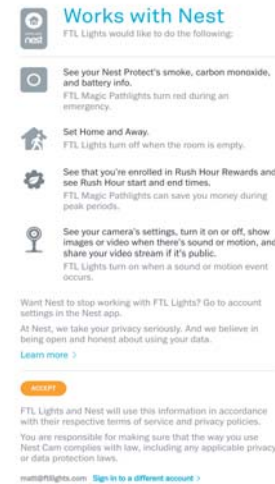 Works with Nest
FTL Lights would like to do the following:
WORKS WITH
nest
See your Nest Protect's smoke, carbon monoxide,
and battery info.
FTL Magic Pathlights turn red during an
emergency.
Set Home and Away.
FTL Lights turn off when the room is empty.
See that you're enrolled in Rush Hour Rewards and
see Rush Hour start and end times.
FTL Magic Pathlights can save you money during
peak periods.
See your camera's settings, turn it on or off, show
images or video when there's sound or motion, and
share your video stream if it's public.
FTL Lights turn on when a sound or motion event
occurs.
Want Nest to stop working with FTL Lights? Go to account
settings in the Nest app.
At Nest, we take your privacy seriously. And we believe in
being open and honest about using your data.
Learn more >
ACCEPT
FTL Lights and Nest will use this information in accordance
with their respective terms of service and privacy policies.
You are responsible for making sure that the way you use
Nest Cam complies with law, including any applicable privacy
or data protection laws.
matt@ftllights.com Sign in to a different account >